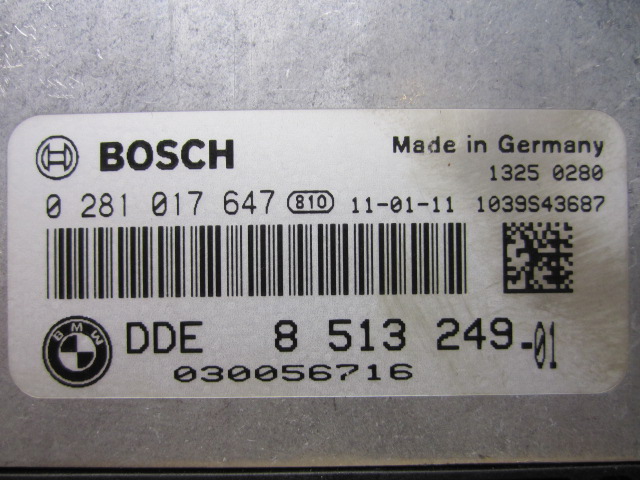 BOSCH Made in Germany
1325 0280
0 281 017 647 810 11-01-11 1039S43687
BMW DDE 8 513 249-01
030056716